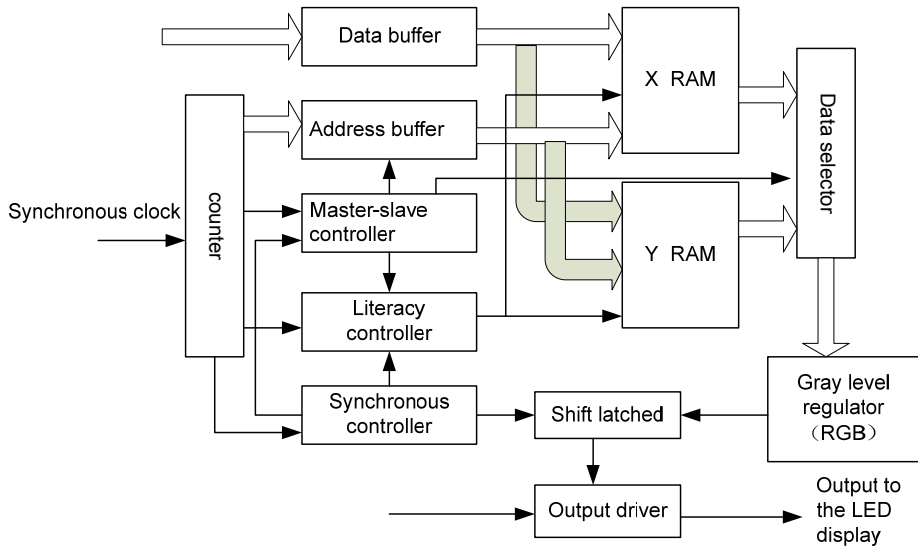 Data buffer
X RAM
Data selector
Address buffer
counter
Synchronous clock
Master-slave
controller
Y RAM
Literacy
controller
Synchronous
controller
Shift latched
Gray level
regulator
（RGB）
Output driver
Output to
the LED
display